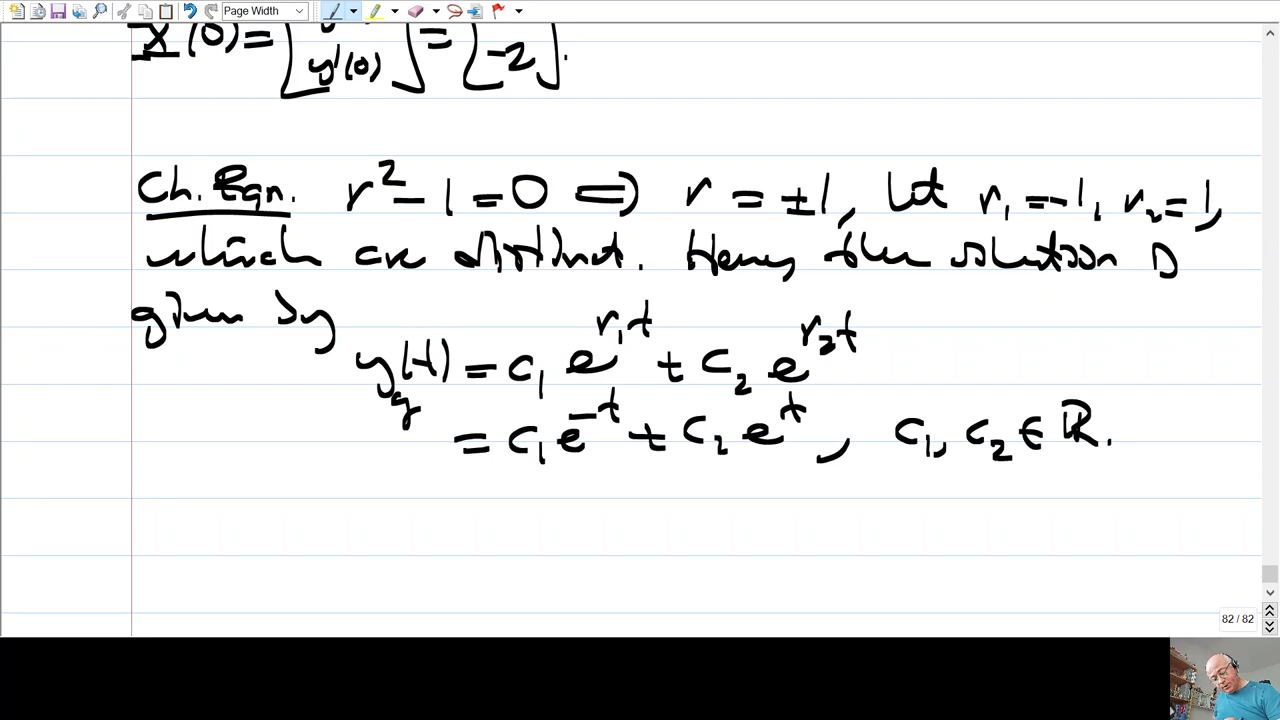 Page Width
X(0) = [ y'(0) ] = [ -2 ].
Ch. Eqn. r² - 1 = 0 ⟺ r = ±1, Let r₁ = -1, r₂ = 1,
which are distinct. Hence, the solution is
given by
y(t) = c₁ e^{r₁t} + c₂ e^{r₂t}
y
= c₁ e^{-t} + c₂ e^{t}, c₁, c₂ ∈ ℝ.
82 / 82